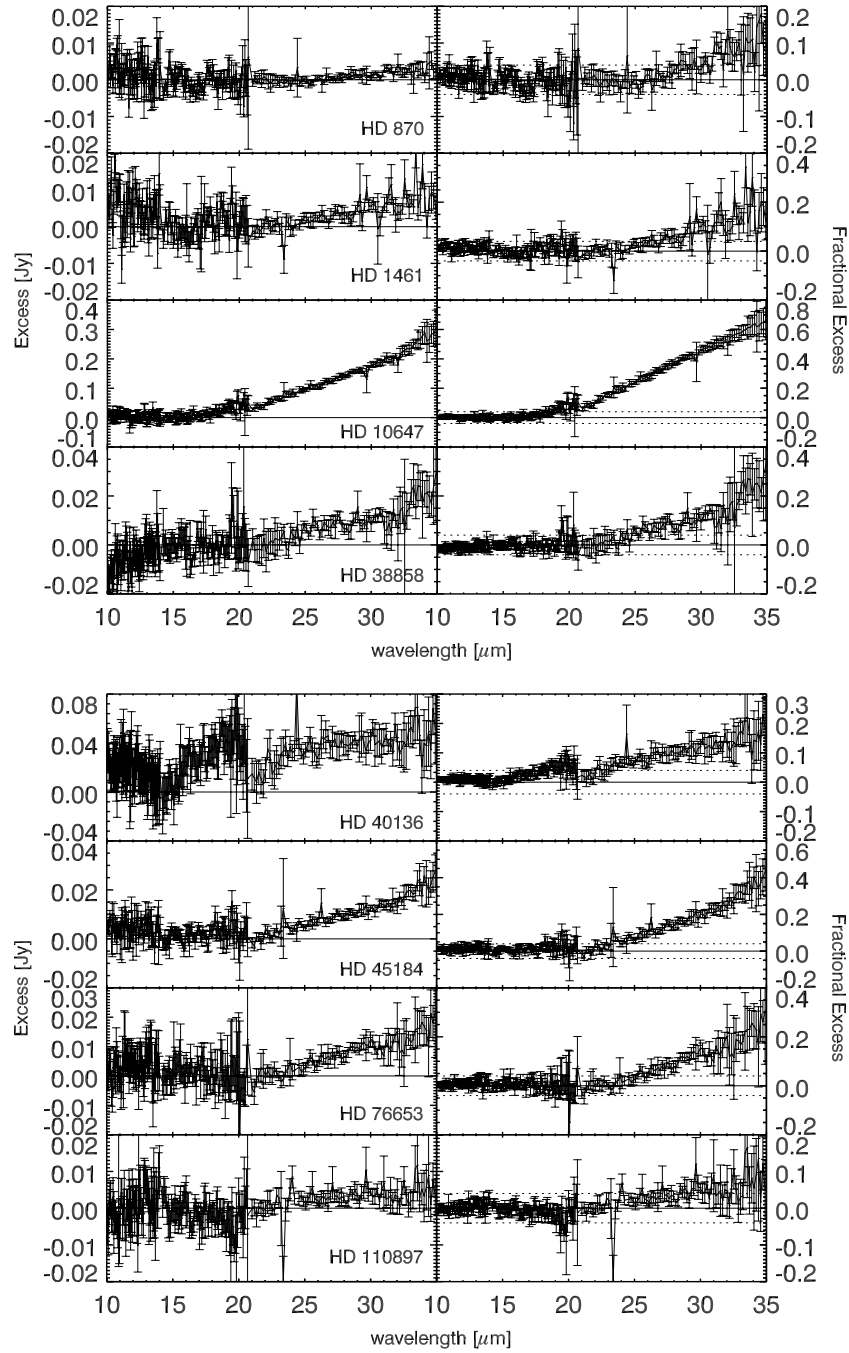 0.02 0.2
0.01 0.1
0.00 0.0
-0.01 -0.1
HD 870
-0.02 -0.2
0.02 0.4
0.01 0.2
0.00 0.0
-0.01
HD 1461
-0.02 -0.2
0.4 0.8
0.3 0.6
0.2 0.4
0.1 0.2
0.0 0.0
-0.1 HD 10647 -0.2
0.04 0.4
0.02 0.2
0.00 0.0
HD 38858
-0.02 -0.2
10 15 20 25 30 10 15 20 25 30 35
Excess [Jy]
Fractional Excess
wavelength [μm]
0.08 0.3
0.2
0.04 0.1
0.00 0.0
HD 40136 -0.1
-0.04 -0.2
0.04 0.6
0.02 0.4
0.2
0.00 0.0
HD 45184
-0.02 -0.2
0.03 0.4
0.02
0.01 0.2
0.00 0.0
-0.01
HD 76653
-0.02 -0.2
0.02 0.2
0.01 0.1
0.00 0.0
-0.01 -0.1
HD 110897
-0.02 -0.2
10 15 20 25 30 10 15 20 25 30 35
Excess [Jy]
Fractional Excess
wavelength [μm]